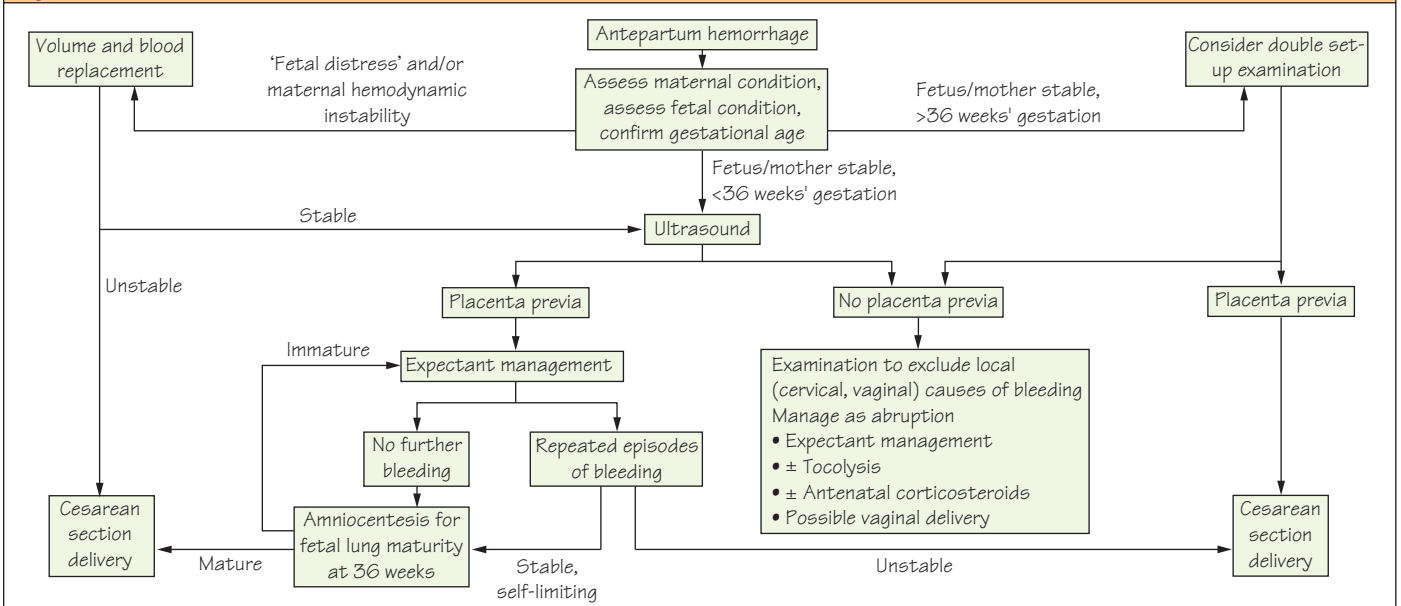 Antepartum hemorrhage
Volume and blood
replacement
'Fetal distress' and/or
maternal hemodynamic
instability
Assess maternal condition,
assess fetal condition,
confirm gestational age
Fetus/mother stable,
>36 weeks' gestation
Consider double set-
up examination
Fetus/mother stable,
<36 weeks' gestation
Stable
Ultrasound
Unstable
Placenta previa
No placenta previa
Placenta previa
Immature
Expectant management
Examination to exclude local
(cervical, vaginal) causes of bleeding
Manage as abruption
• Expectant management
• ± Tocolysis
• ± Antenatal corticosteroids
• Possible vaginal delivery
No further
bleeding
Repeated episodes
of bleeding
Cesarean
section
delivery
Mature
Amniocentesis for
fetal lung maturity
at 36 weeks
Stable,
self-limiting
Unstable
Cesarean
section
delivery